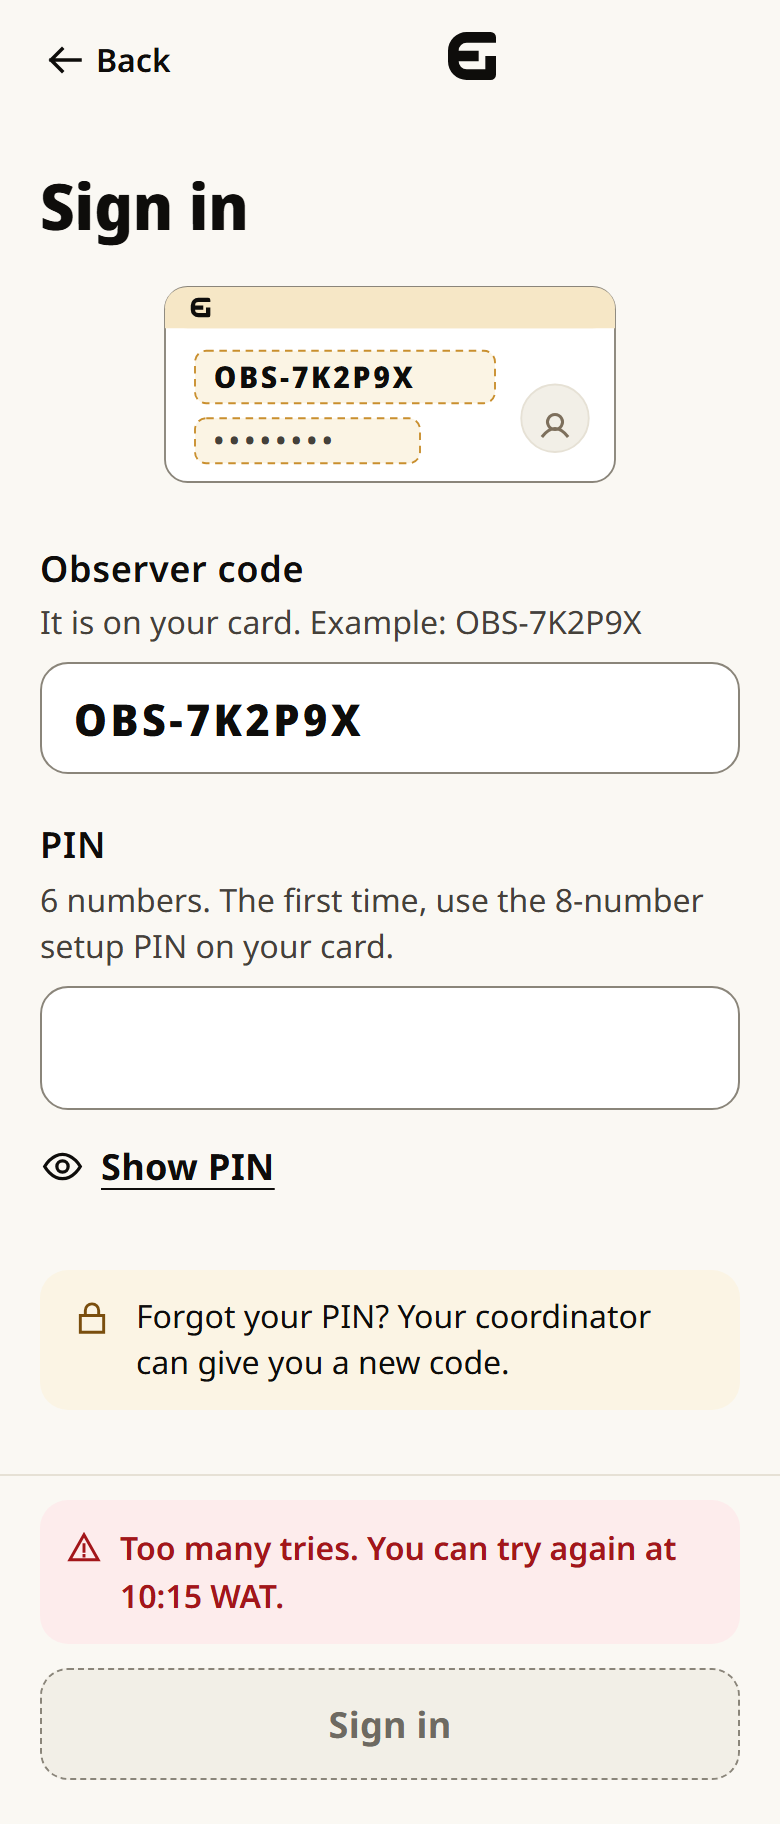 Back
Sign in
OBS-7K2P9X
••••••••
Observer code
It is on your card. Example: OBS-7K2P9X
OBS-7K2P9X
PIN
6 numbers. The first time, use the 8-number
setup PIN on your card.
Show PIN
Forgot your PIN? Your coordinator
can give you a new code.
Too many tries. You can try again at
10:15 WAT.
Sign in